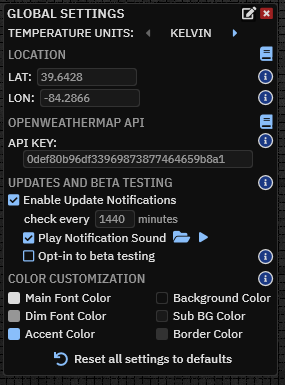 GLOBAL SETTINGS
TEMPERATURE UNITS: KELVIN
LOCATION
LAT: 39.6428
LON: -84.2866
OPENWEATHERMAP API
API KEY:
0def80b96df33969873877464659b8a1
UPDATES AND BETA TESTING
Enable Update Notifications
check every 1440 minutes
Play Notification Sound
Opt-in to beta testing
COLOR CUSTOMIZATION
Main Font Color Background Color
Dim Font Color Sub BG Color
Accent Color Border Color
Reset all settings to defaults